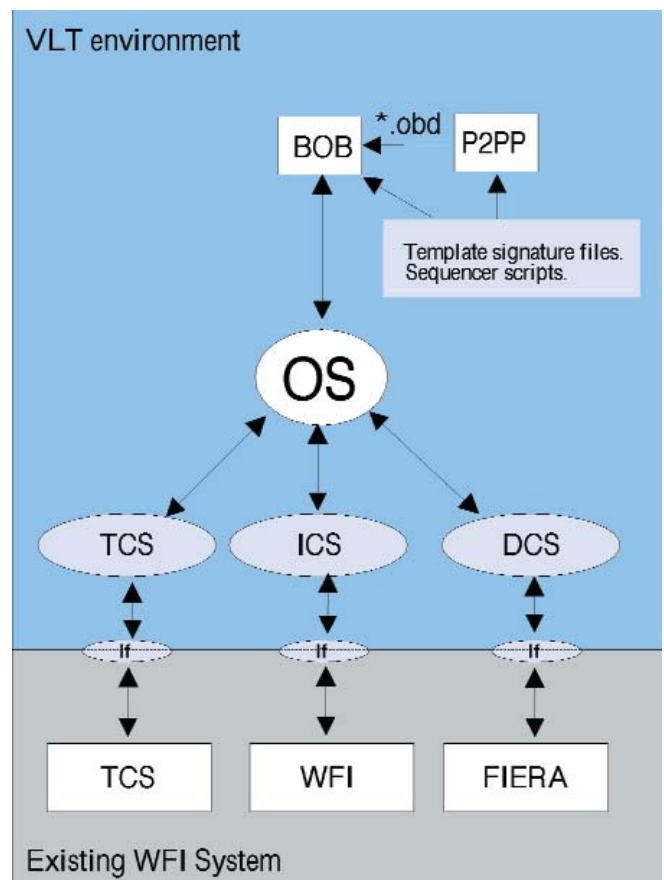 VLT environment
*.obd
BOB
P2PP
Template signature files.
Sequencer scripts.
OS
TCS
ICS
DCS
If
If
If
TCS
WFI
FIERA
Existing WFI System